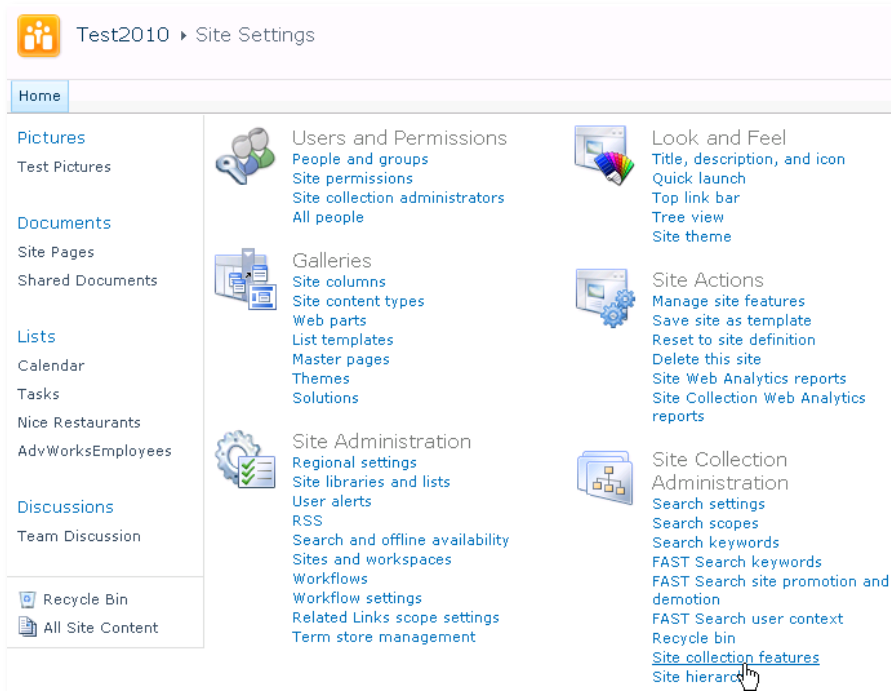 Test2010 ▸ Site Settings
Home
Pictures
Test Pictures
Documents
Site Pages
Shared Documents
Lists
Calendar
Tasks
Nice Restaurants
AdvWorksEmployees
Discussions
Team Discussion
Recycle Bin
All Site Content
Users and Permissions
People and groups
Site permissions
Site collection administrators
All people
Galleries
Site columns
Site content types
Web parts
List templates
Master pages
Themes
Solutions
Site Administration
Regional settings
Site libraries and lists
User alerts
RSS
Search and offline availability
Sites and workspaces
Workflows
Workflow settings
Related Links scope settings
Term store management
Look and Feel
Title, description, and icon
Quick launch
Top link bar
Tree view
Site theme
Site Actions
Manage site features
Save site as template
Reset to site definition
Delete this site
Site Web Analytics reports
Site Collection Web Analytics
reports
Site Collection
Administration
Search settings
Search scopes
Search keywords
FAST Search keywords
FAST Search site promotion and
demotion
FAST Search user context
Recycle bin
Site collection features
Site